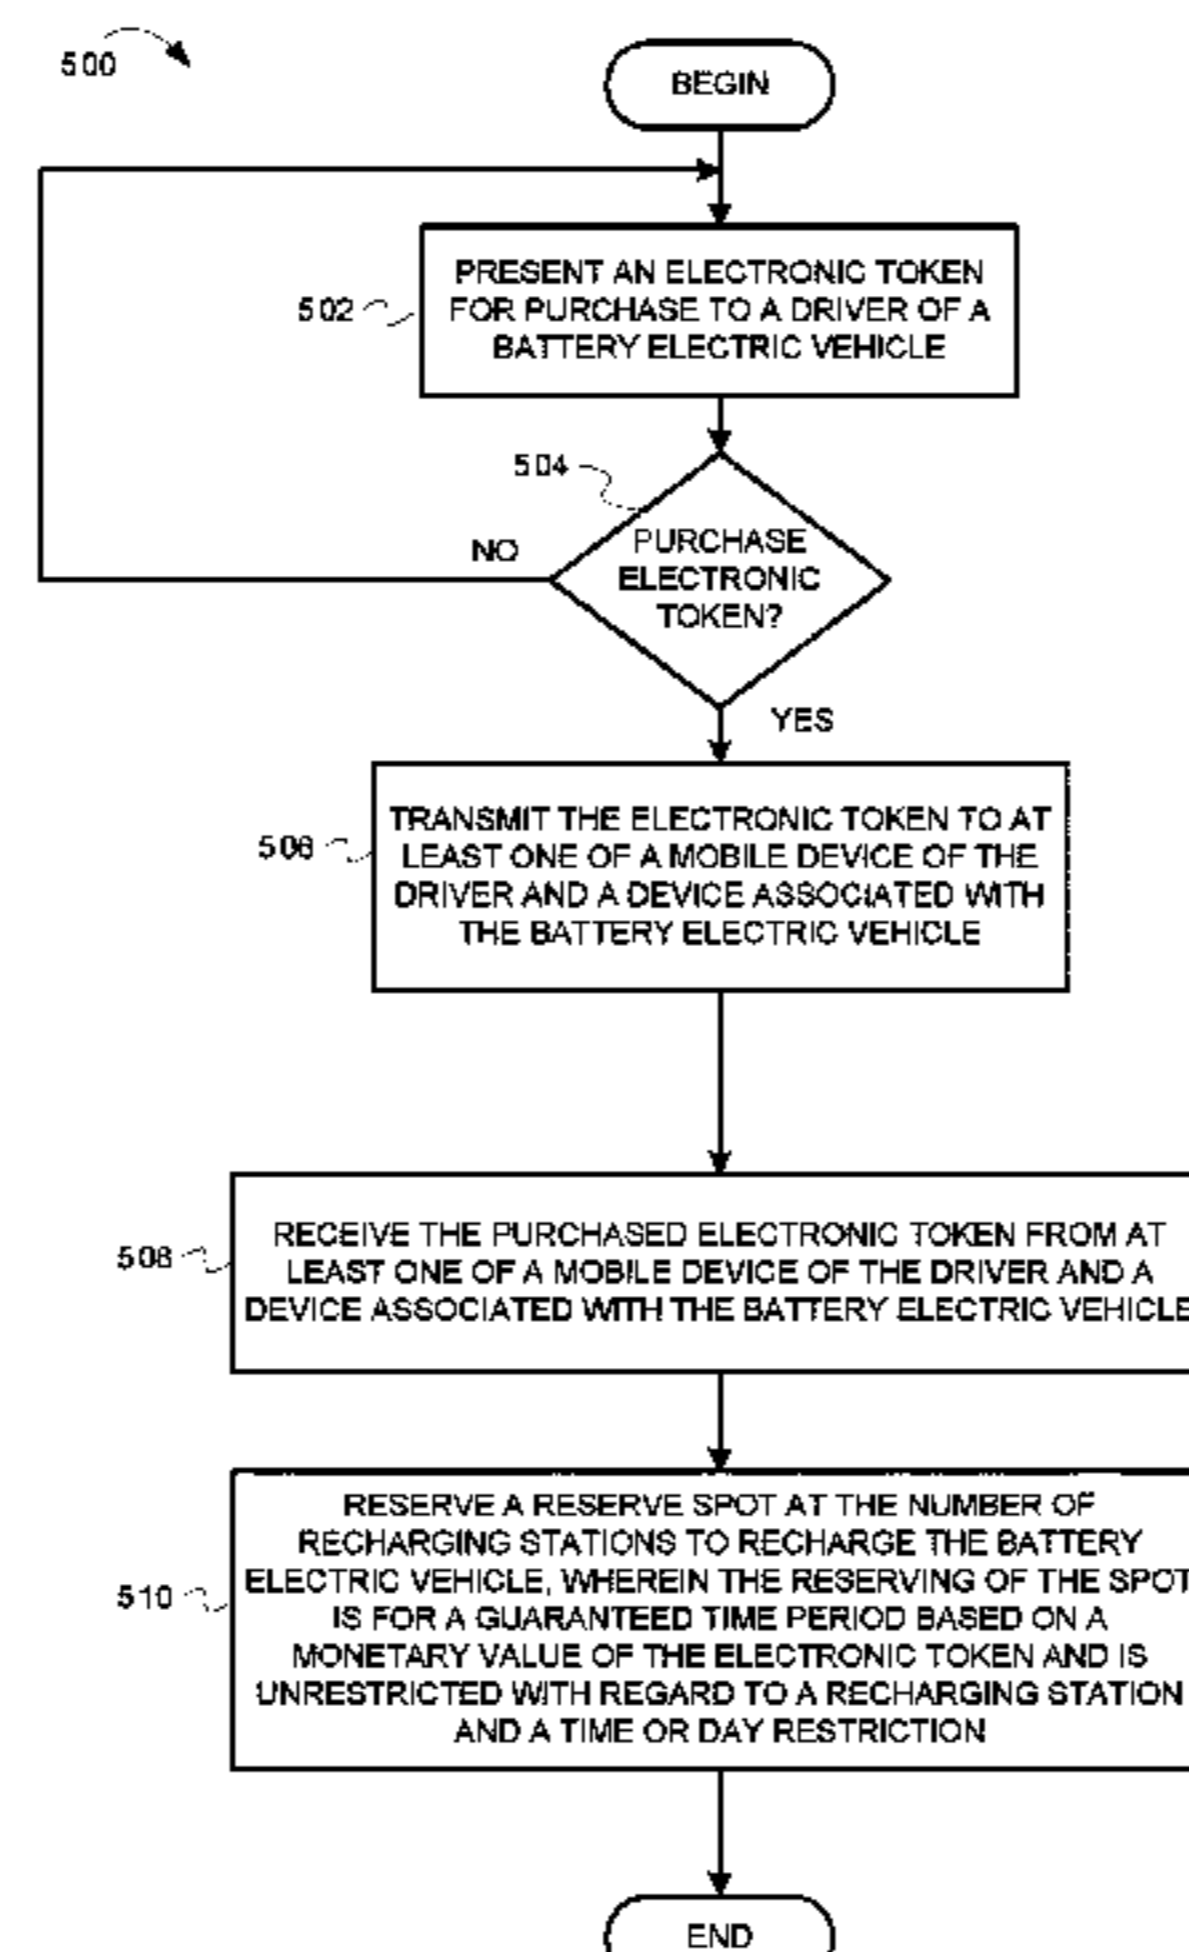 500
BEGIN
PRESENT AN ELECTRONIC TOKEN
FOR PURCHASE TO A DRIVER OF A
BATTERY ELECTRIC VEHICLE
502
504
PURCHASE
ELECTRONIC
TOKEN?
NO
YES
TRANSMIT THE ELECTRONIC TOKEN TO AT
LEAST ONE OF A MOBILE DEVICE OF THE
DRIVER AND A DEVICE ASSOCIATED WITH
THE BATTERY ELECTRIC VEHICLE
506
RECEIVE THE PURCHASED ELECTRONIC TOKEN FROM AT
LEAST ONE OF A MOBILE DEVICE OF THE DRIVER AND A
DEVICE ASSOCIATED WITH THE BATTERY ELECTRIC VEHICLE
508
RESERVE A RESERVE SPOT AT THE NUMBER OF
RECHARGING STATIONS TO RECHARGE THE BATTERY
ELECTRIC VEHICLE, WHEREIN THE RESERVING OF THE SPOT
IS FOR A GUARANTEED TIME PERIOD BASED ON A
MONETARY VALUE OF THE ELECTRONIC TOKEN AND IS
UNRESTRICTED WITH REGARD TO A RECHARGING STATION
AND A TIME OR DAY RESTRICTION
510
END